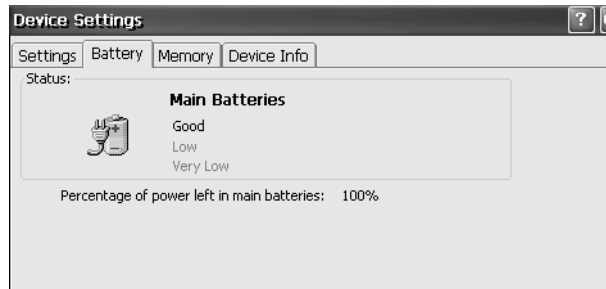 Device Settings ?
Settings Battery Memory Device Info
Status:
Main Batteries
Good
Low
Very Low
Percentage of power left in main batteries: 100%